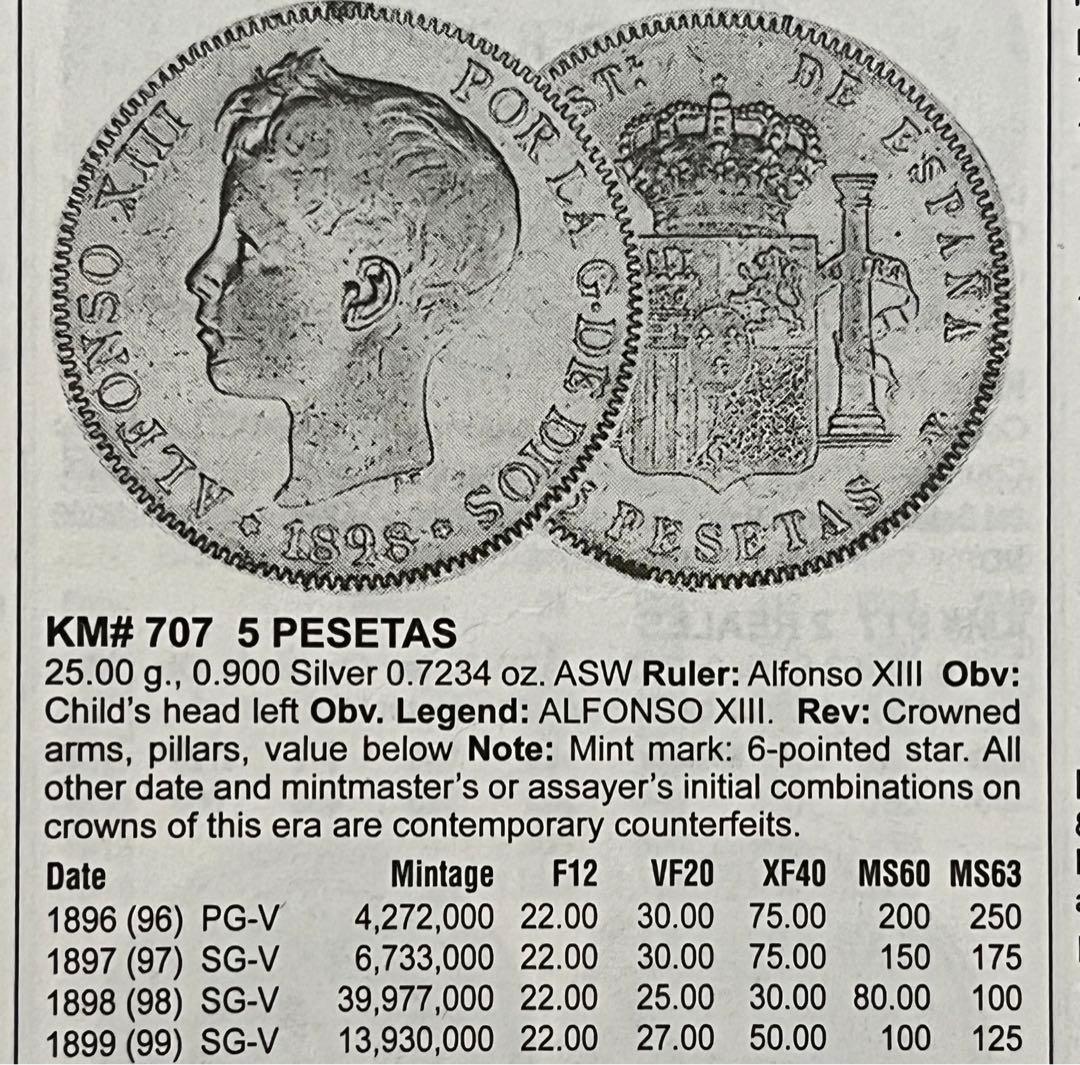 ALFONSO XIII POR LA G·DE DIOS
1898
T. DE ESPAÑA
PESETAS
KM# 707 5 PESETAS
25.00 g., 0.900 Silver 0.7234 oz. ASW Ruler: Alfonso XIII Obv:
Child's head left Obv. Legend: ALFONSO XIII. Rev: Crowned
arms, pillars, value below Note: Mint mark: 6-pointed star. All
other date and mintmaster's or assayer's initial combinations on
crowns of this era are contemporary counterfeits.
Date Mintage F12 VF20 XF40 MS60 MS63
1896 (96) PG-V 4,272,000 22.00 30.00 75.00 200 250
1897 (97) SG-V 6,733,000 22.00 30.00 75.00 150 175
1898 (98) SG-V 39,977,000 22.00 25.00 30.00 80.00 100
1899 (99) SG-V 13,930,000 22.00 27.00 50.00 100 125